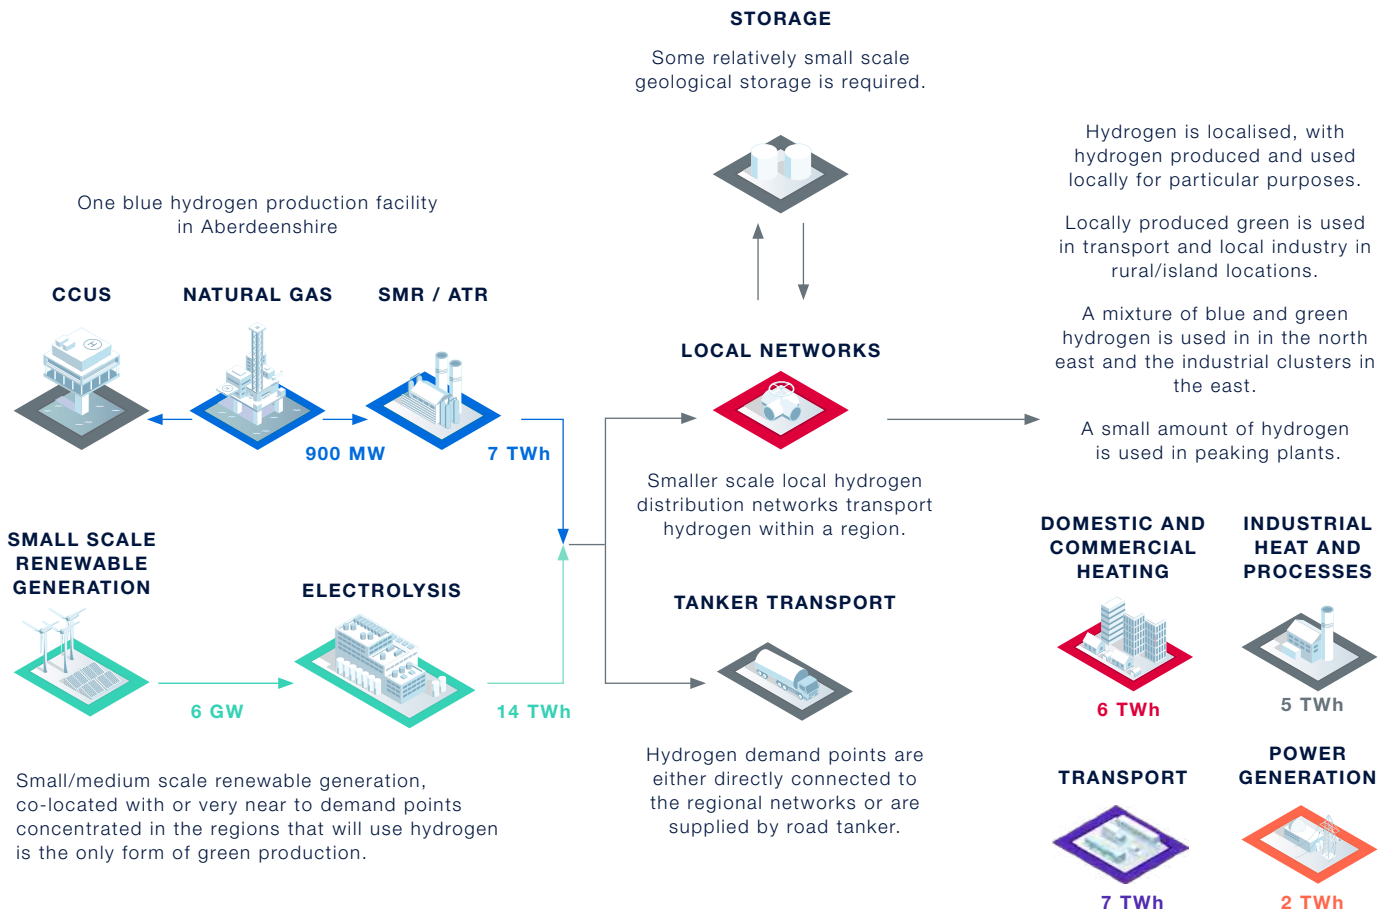 STORAGE
Some relatively small scale
geological storage is required.
Hydrogen is localised, with
hydrogen produced and used
locally for particular purposes.
Locally produced green is used
in transport and local industry in
rural/island locations.
A mixture of blue and green
hydrogen is used in in the north
east and the industrial clusters in
the east.
A small amount of hydrogen
is used in peaking plants.
One blue hydrogen production facility
in Aberdeenshire
CCUS
NATURAL GAS
SMR / ATR
900 MW
7 TWh
LOCAL NETWORKS
Smaller scale local hydrogen
distribution networks transport
hydrogen within a region.
SMALL SCALE
RENEWABLE
GENERATION
ELECTROLYSIS
6 GW
14 TWh
Small/medium scale renewable generation,
co-located with or very near to demand points
concentrated in the regions that will use hydrogen
is the only form of green production.
TANKER TRANSPORT
Hydrogen demand points are
either directly connected to
the regional networks or are
supplied by road tanker.
DOMESTIC AND
COMMERCIAL
HEATING
6 TWh
INDUSTRIAL
HEAT AND
PROCESSES
5 TWh
TRANSPORT
7 TWh
POWER
GENERATION
2 TWh